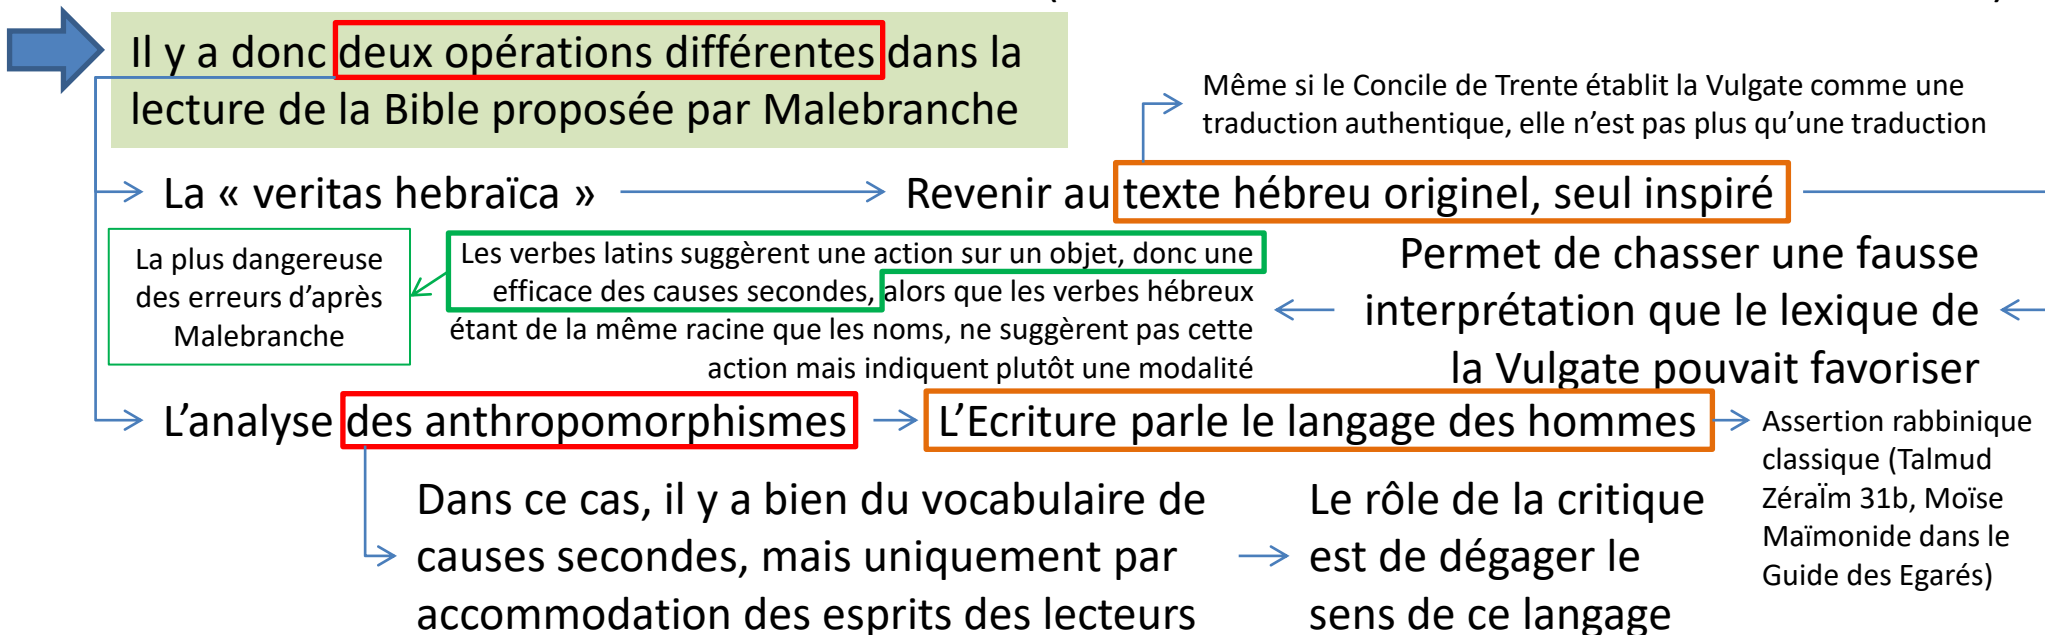 Il y a donc deux opérations différentes dans la
lecture de la Bible proposée par Malebranche
Même si le Concile de Trente établit la Vulgate comme une
traduction authentique, elle n'est pas plus qu'une traduction
La « veritas hebraïca »
Revenir au texte hébreu originel, seul inspiré
La plus dangereuse
des erreurs d'après
Malebranche
Les verbes latins suggèrent une action sur un objet, donc une
efficace des causes secondes, alors que les verbes hébreux
étant de la même racine que les noms, ne suggèrent pas cette
action mais indiquent plutôt une modalité
Permet de chasser une fausse
interprétation que le lexique de
la Vulgate pouvait favoriser
L'analyse des anthropomorphismes
L'Ecriture parle le langage des hommes
Assertion rabbinique
classique (Talmud
ZéraÏm 31b, Moïse
Maïmonide dans le
Guide des Egarés)
Dans ce cas, il y a bien du vocabulaire de
causes secondes, mais uniquement par
accommodation des esprits des lecteurs
Le rôle de la critique
est de dégager le
sens de ce langage